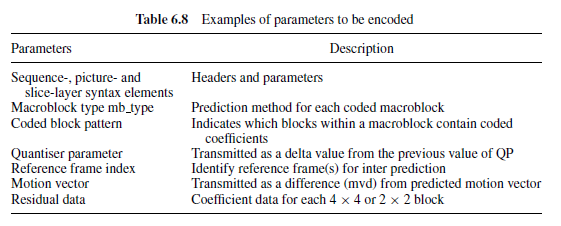 Table 6.8 Examples of parameters to be encoded
Parameters Description
Sequence-, picture- and Headers and parameters
slice-layer syntax elements
Macroblock type mb_type Prediction method for each coded macroblock
Coded block pattern Indicates which blocks within a macroblock contain coded
coefficients
Quantiser parameter Transmitted as a delta value from the previous value of QP
Reference frame index Identify reference frame(s) for inter prediction
Motion vector Transmitted as a difference (mvd) from predicted motion vector
Residual data Coefficient data for each 4 × 4 or 2 × 2 block